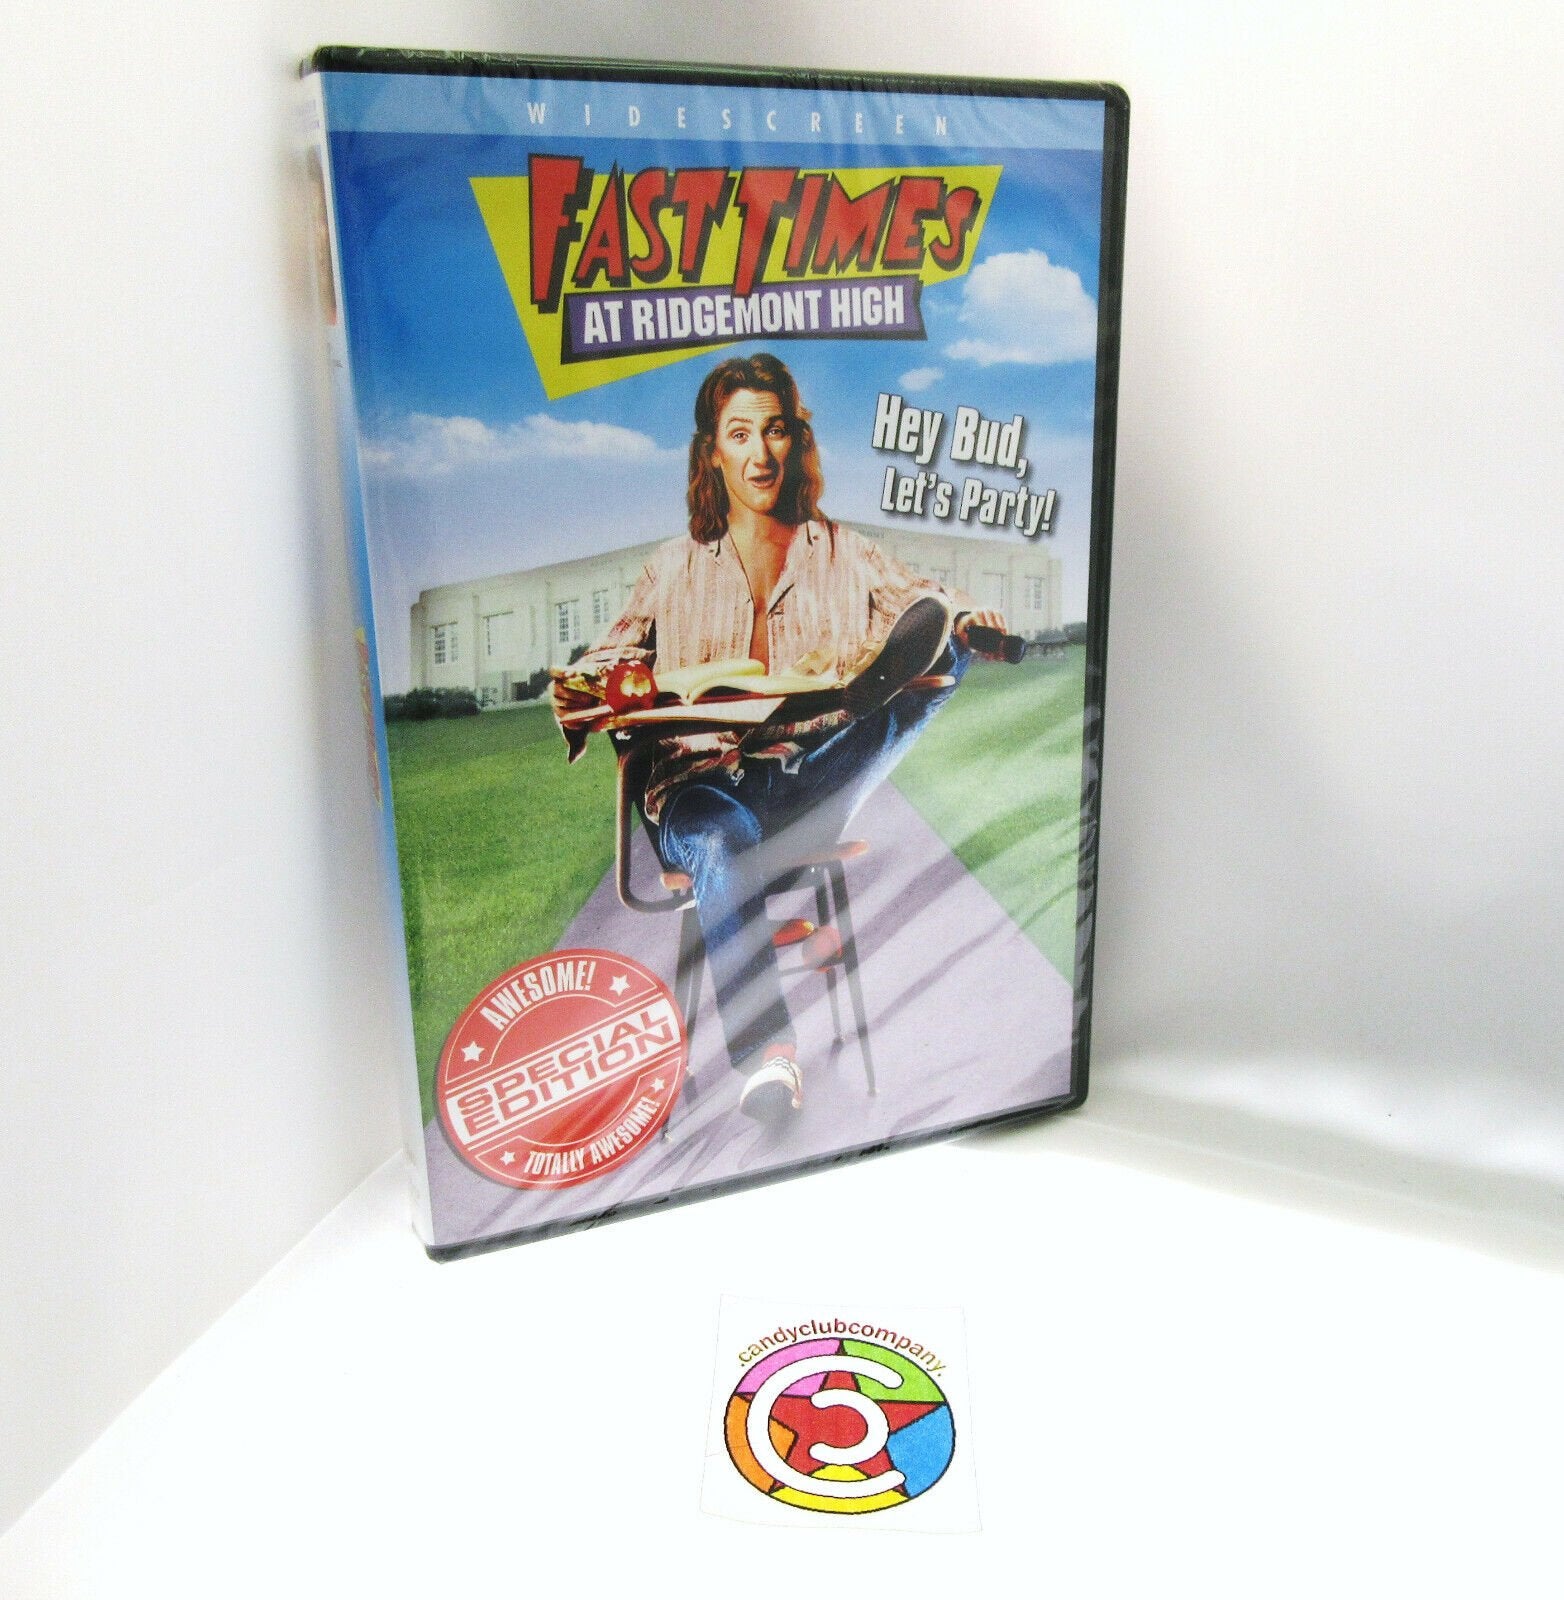 WIDESCREEN
FAST TIMES
AT RIDGEMONT HIGH
Hey Bud,
Let's Party!
AWESOME!
SPECIAL
EDITION
TOTALLY AWESOME!
.candyclubcompany.